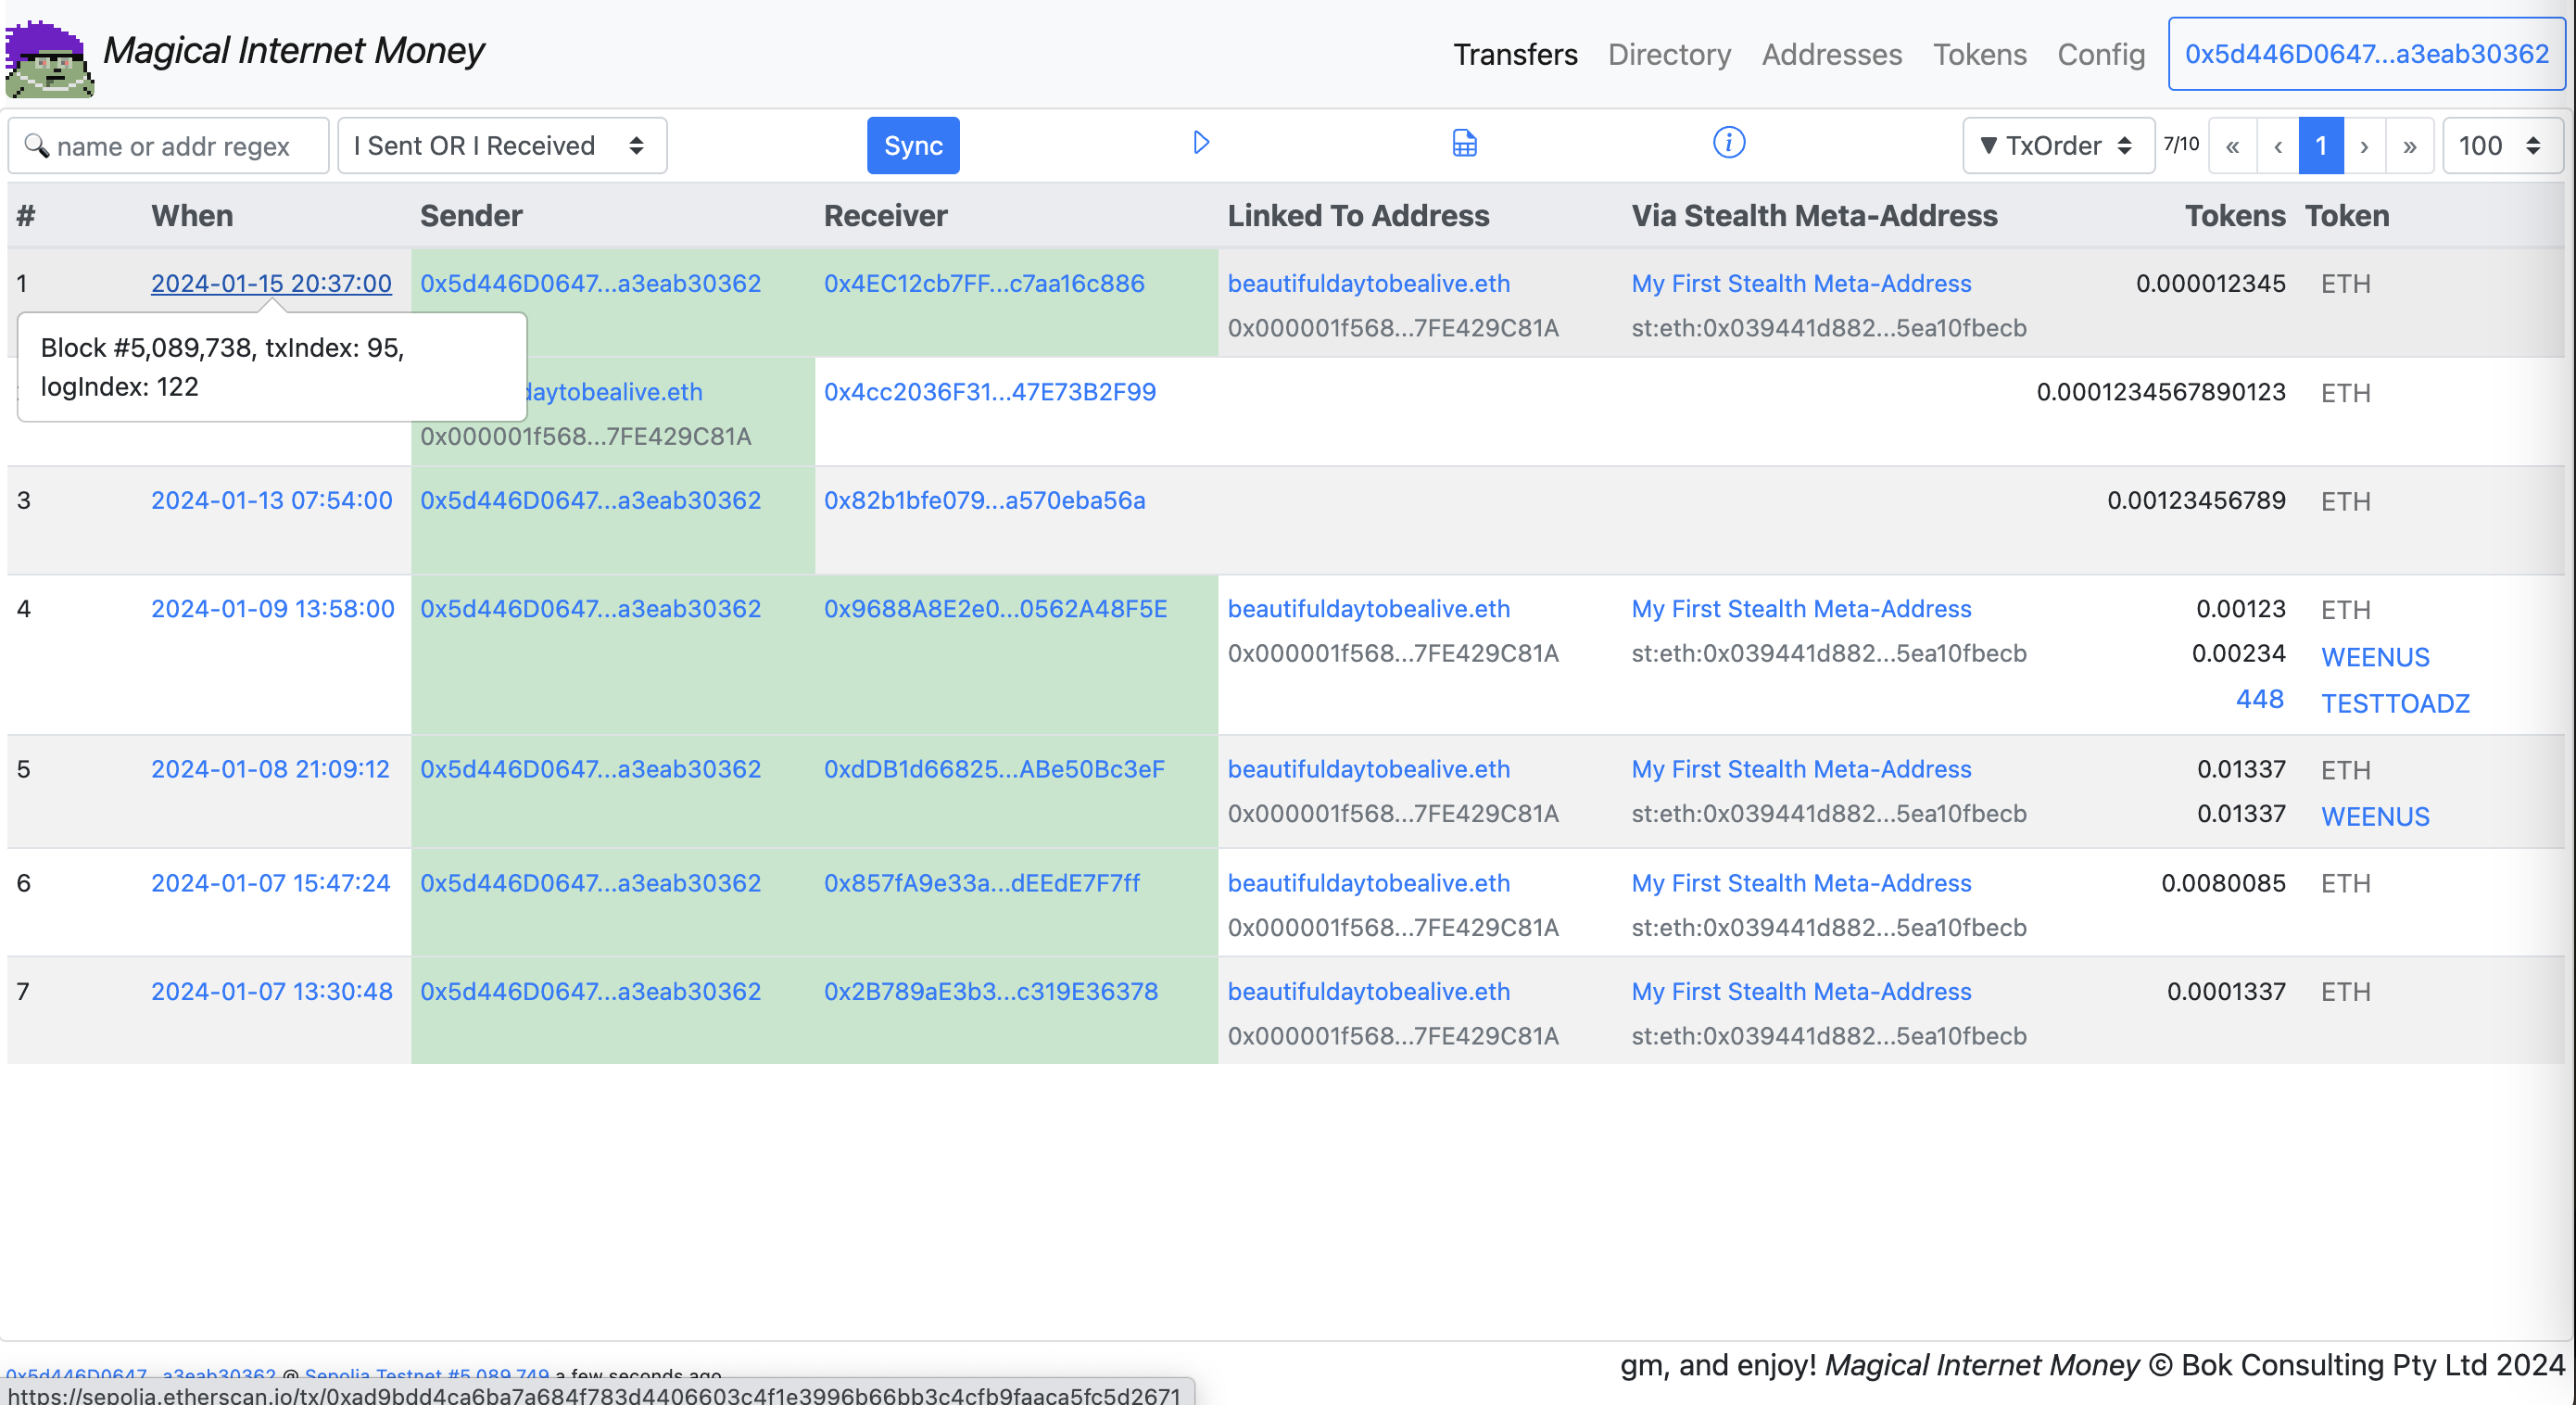 Magical Internet Money
Transfers Directory Addresses Tokens Config 0x5d446D0647...a3eab30362
name or addr regex I Sent OR I Received Sync ▼ TxOrder 7/10 « ‹ 1 › » 100
# When Sender Receiver Linked To Address Via Stealth Meta-Address Tokens Token
1 2024-01-15 20:37:00 0x5d446D0647...a3eab30362 0x4EC12cb7FF...c7aa16c886 beautifuldaytobealive.eth My First Stealth Meta-Address 0.000012345 ETH
0x000001f568...7FE429C81A st:eth:0x039441d882...5ea10fbecb
Block #5,089,738, txIndex: 95,
logIndex: 122
daytobealive.eth 0x4cc2036F31...47E73B2F99 0.0001234567890123 ETH
0x000001f568...7FE429C81A
3 2024-01-13 07:54:00 0x5d446D0647...a3eab30362 0x82b1bfe079...a570eba56a 0.00123456789 ETH
4 2024-01-09 13:58:00 0x5d446D0647...a3eab30362 0x9688A8E2e0...0562A48F5E beautifuldaytobealive.eth My First Stealth Meta-Address 0.00123 ETH
0x000001f568...7FE429C81A st:eth:0x039441d882...5ea10fbecb 0.00234 WEENUS
448 TESTTOADZ
5 2024-01-08 21:09:12 0x5d446D0647...a3eab30362 0xdDB1d66825...ABe50Bc3eF beautifuldaytobealive.eth My First Stealth Meta-Address 0.01337 ETH
0x000001f568...7FE429C81A st:eth:0x039441d882...5ea10fbecb 0.01337 WEENUS
6 2024-01-07 15:47:24 0x5d446D0647...a3eab30362 0x857fA9e33a...dEEdE7F7ff beautifuldaytobealive.eth My First Stealth Meta-Address 0.0080085 ETH
0x000001f568...7FE429C81A st:eth:0x039441d882...5ea10fbecb
7 2024-01-07 13:30:48 0x5d446D0647...a3eab30362 0x2B789aE3b3...c319E36378 beautifuldaytobealive.eth My First Stealth Meta-Address 0.0001337 ETH
0x000001f568...7FE429C81A st:eth:0x039441d882...5ea10fbecb
0x5d446D0647...a3eab30362 @ Sepolia Testnet #5,089,749 a few seconds ago
gm, and enjoy! Magical Internet Money © Bok Consulting Pty Ltd 2024
https://sepolia.etherscan.io/tx/0xad9bdd4ca6ba7a684f783d4406603c4f1e3996b66bb3c4cfb9faaca5fc5d2671